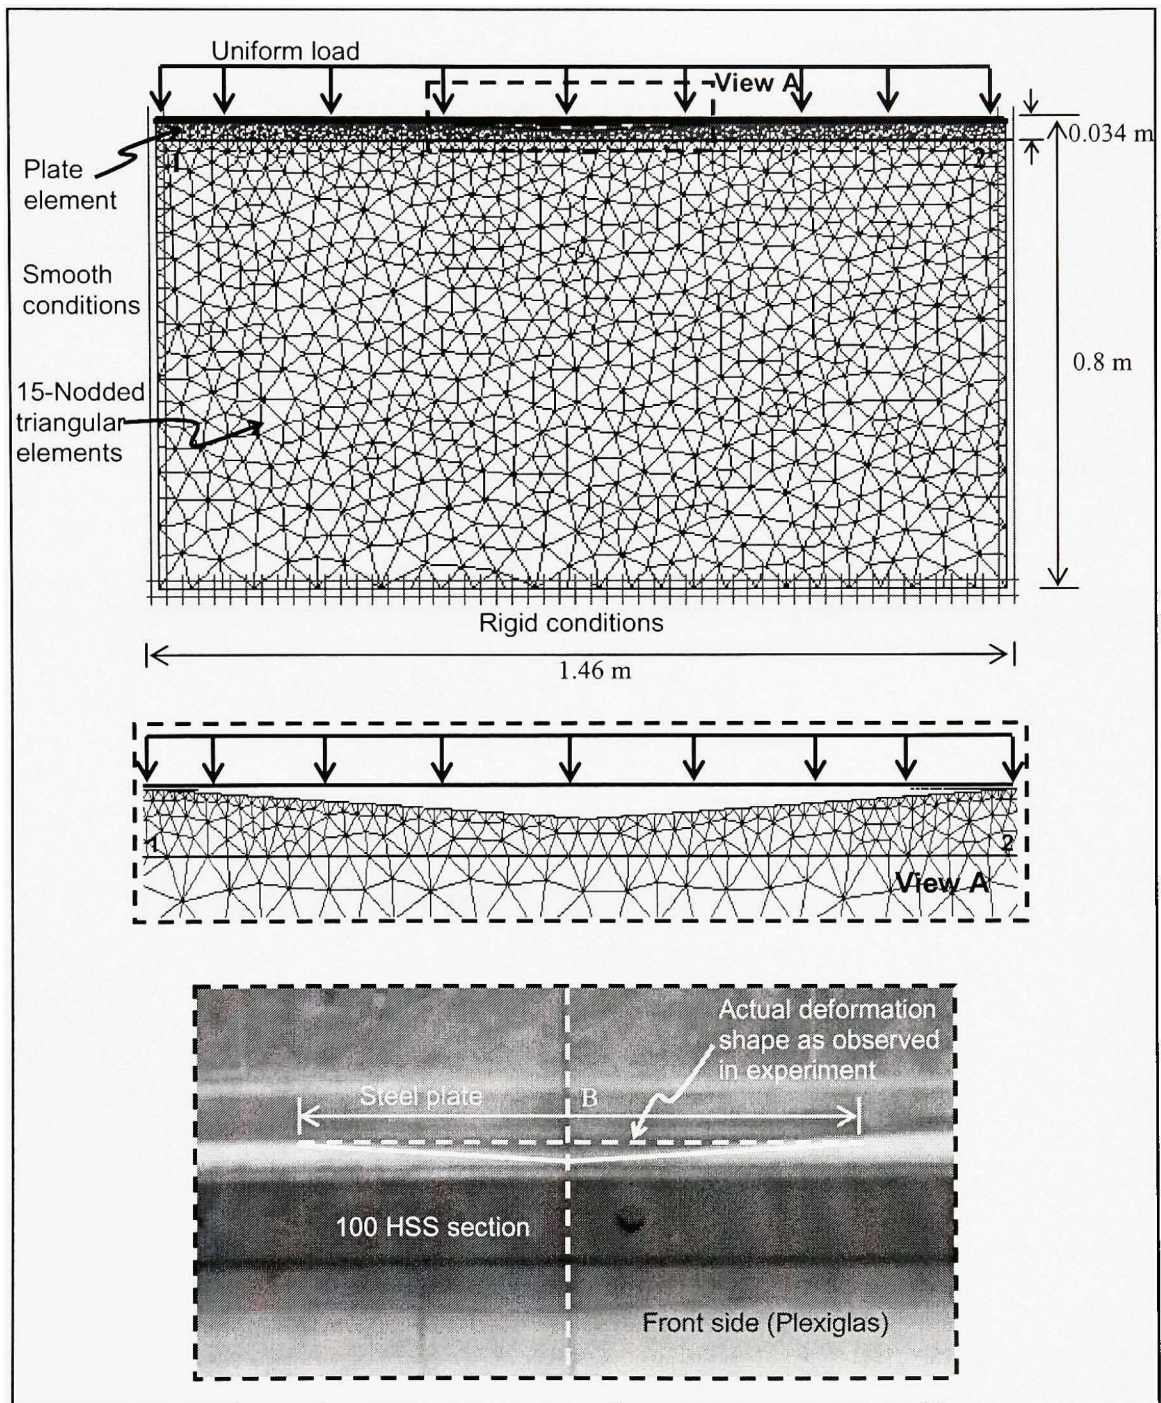 Uniform load
View A
0.034 m
Plate
element
1
2
Smooth
conditions
0.8 m
15-Nodded
triangular
elements
Rigid conditions
1.46 m
1
2
View A
Actual deformation
shape as observed
in experiment
Steel plate
B
100 HSS section
Front side (Plexiglas)